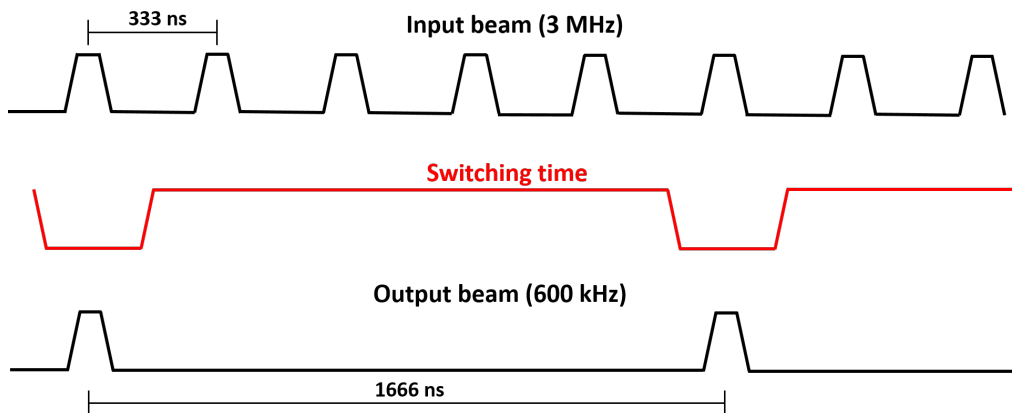 333 ns
Input beam (3 MHz)
Switching time
Output beam (600 kHz)
1666 ns